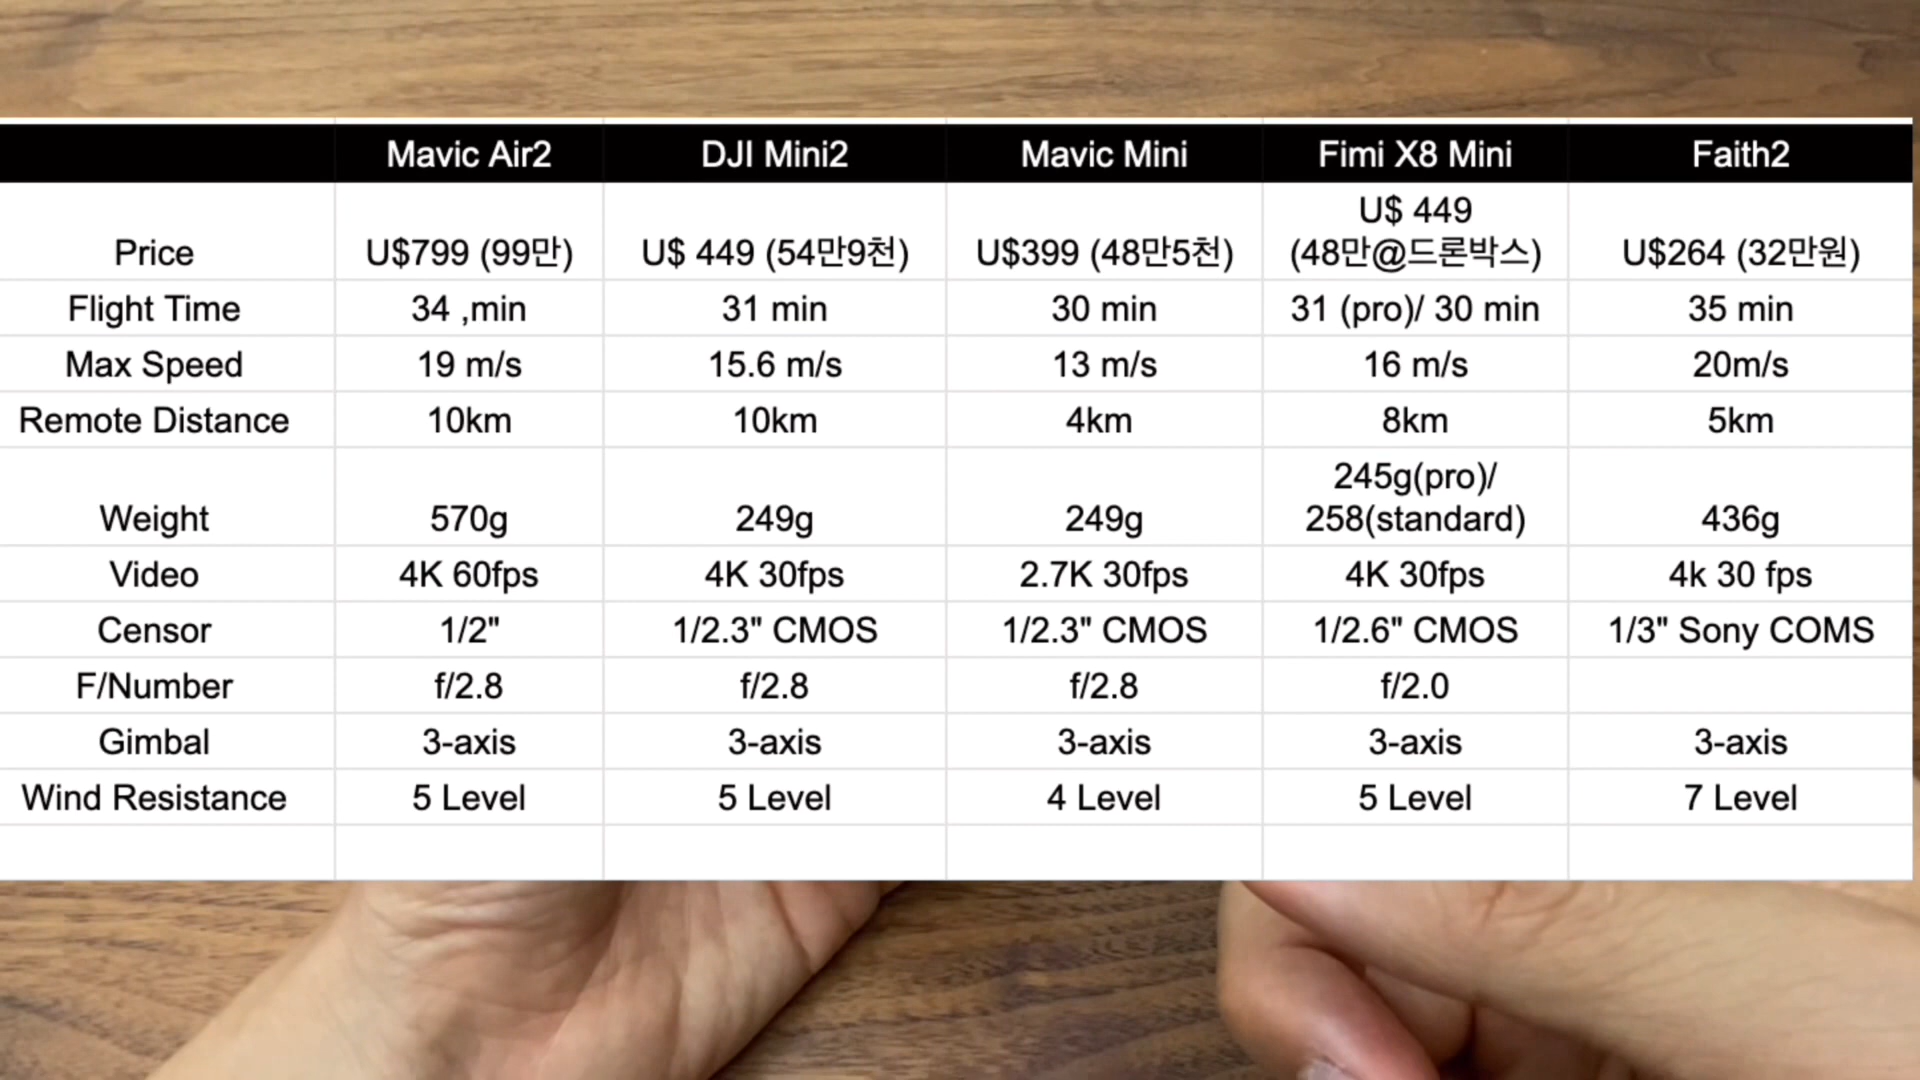 Mavic Air2 DJI Mini2 Mavic Mini Fimi X8 Mini Faith2
Price U$799 (99만) U$ 449 (54만9천) U$399 (48만5천) U$ 449 (48만@드론박스) U$264 (32만원)
Flight Time 34 ,min 31 min 30 min 31 (pro)/ 30 min 35 min
Max Speed 19 m/s 15.6 m/s 13 m/s 16 m/s 20m/s
Remote Distance 10km 10km 4km 8km 5km
Weight 570g 249g 249g 245g(pro)/ 258(standard) 436g
Video 4K 60fps 4K 30fps 2.7K 30fps 4K 30fps 4k 30 fps
Censor 1/2" 1/2.3" CMOS 1/2.3" CMOS 1/2.6" CMOS 1/3" Sony COMS
F/Number f/2.8 f/2.8 f/2.8 f/2.0
Gimbal 3-axis 3-axis 3-axis 3-axis 3-axis
Wind Resistance 5 Level 5 Level 4 Level 5 Level 7 Level